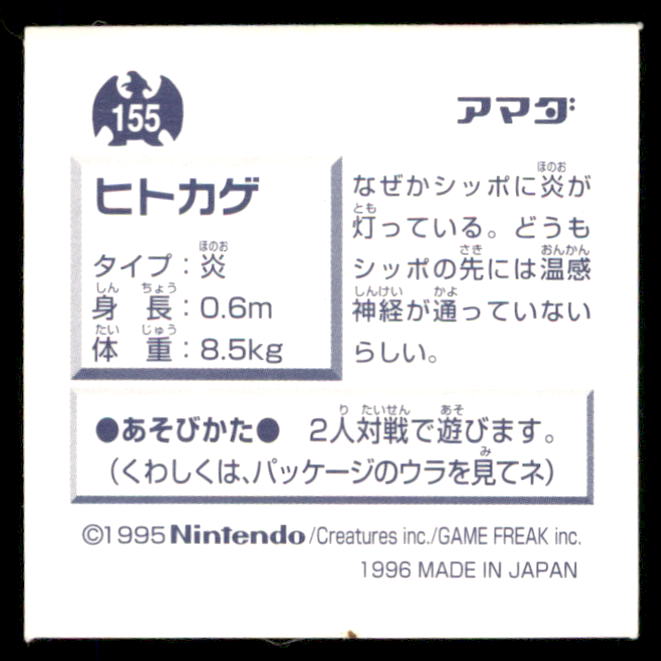 155
アマダ
ヒトカゲ
タイプ：炎
身長：0.6m
体重：8.5kg
なぜかシッポに炎が
灯っている。どうも
シッポの先には温感
神経が通っていない
らしい。
●あそびかた● 2人対戦で遊びます。
（くわしくは、パッケージのウラを見てネ）
©1995 Nintendo/Creatures inc./GAME FREAK inc.
1996 MADE IN JAPAN